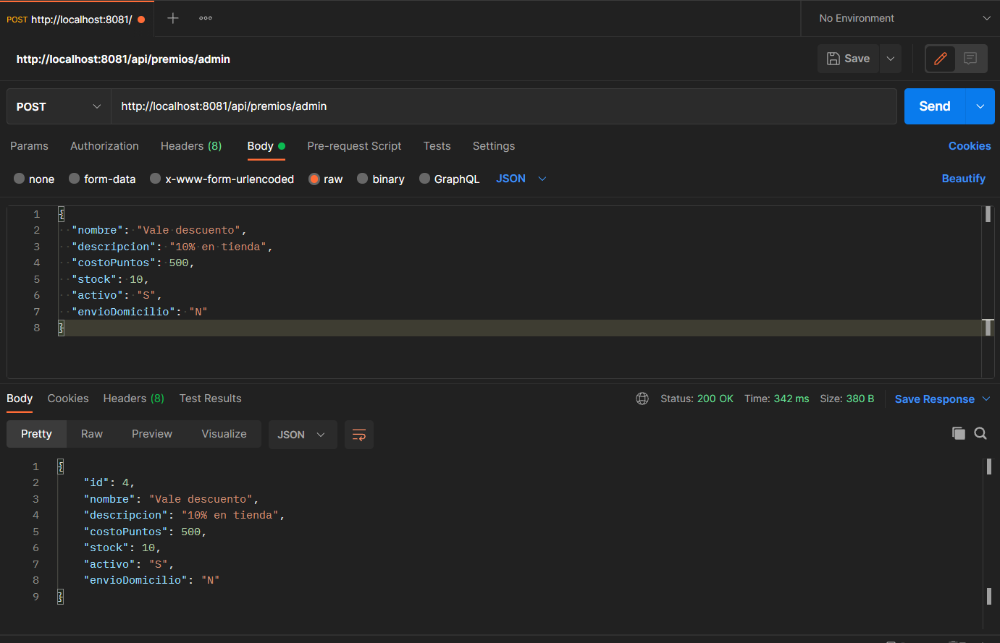 POST http://localhost:8081/
No Environment
http://localhost:8081/api/premios/admin
Save
POST http://localhost:8081/api/premios/admin
Send
Params Authorization Headers (8) Body Pre-request Script Tests Settings Cookies
none form-data x-www-form-urlencoded raw binary GraphQL JSON Beautify
1 {
2 "nombre": "Vale descuento",
3 "descripcion": "10% en tienda",
4 "costoPuntos": 500,
5 "stock": 10,
6 "activo": "S",
7 "envioDomicilio": "N"
8 }
Body Cookies Headers (8) Test Results Status: 200 OK Time: 342 ms Size: 380 B Save Response
Pretty Raw Preview Visualize JSON
1 {
2 "id": 4,
3 "nombre": "Vale descuento",
4 "descripcion": "10% en tienda",
5 "costoPuntos": 500,
6 "stock": 10,
7 "activo": "S",
8 "envioDomicilio": "N"
9 }